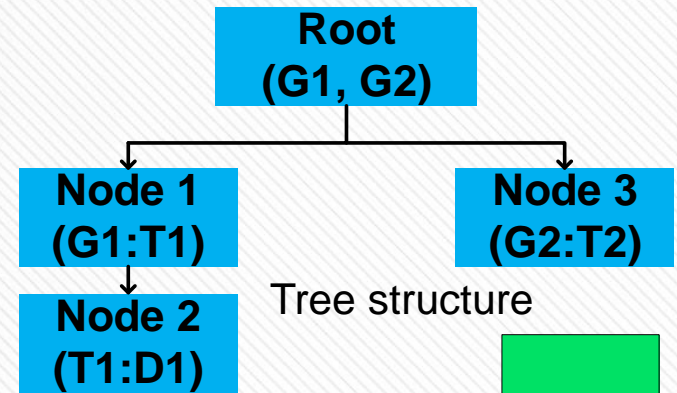 Root
(G1, G2)
Node 1
(G1:T1)
Node 3
(G2:T2)
Node 2
(T1:D1)
Tree structure